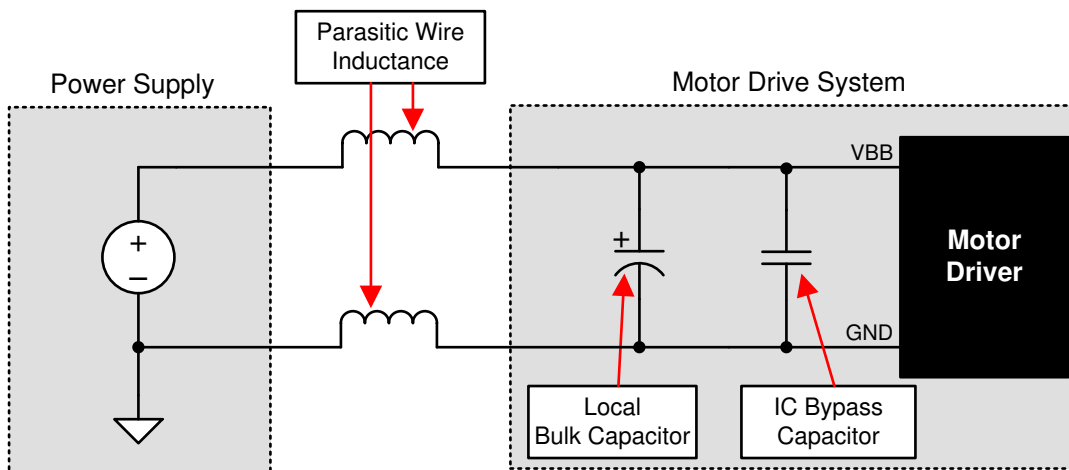 Parasitic Wire
Inductance
Power Supply
Motor Drive System
VBB
+
–
+
Motor
Driver
GND
Local
Bulk Capacitor
IC Bypass
Capacitor